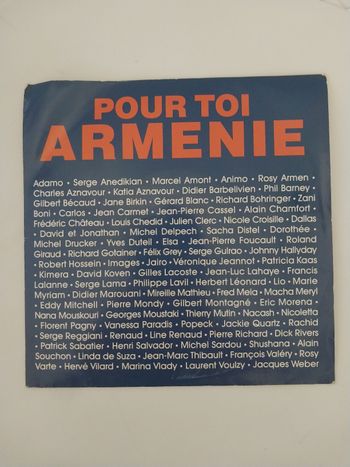 POUR TOI
ARMENIE
Adamo • Serge Anedikian • Marcel Amont • Animo • Rosy Armen •
Charles Aznavour • Katia Aznavour • Didier Barbelivien • Phil Barney •
Gilbert Bécaud • Jane Birkin • Gérard Blanc • Richard Bohringer • Zani
Boni • Carlos • Jean Carmet • Jean-Pierre Cassel • Alain Chamfort •
Frédéric Château • Louis Chedid • Julien Clerc • Nicole Croisille • Dallas
• David et Jonathan • Michel Delpech • Sacha Distel • Dorothée •
Michel Drucker • Yves Duteil • Elsa • Jean-Pierre Foucault • Roland
Giraud • Richard Gotainer • Félix Grey • Serge Gulrao • Johnny Hallyday
• Robert Hossein • Images • Jairo • Véronique Jeannot • Patricia Kaas
• Kimera • David Koven • Gilles Lacoste • Jean-Luc Lahaye • Francis
Lalanne • Serge Lama • Philippe Lavil • Herbert Léonard • Lio • Marie
Myriam • Didier Marouani • Mireille Mathieu • Fred Mela • Macha Meryl
• Eddy Mitchell • Pierre Mondy • Gilbert Montagné • Eric Morena •
Nana Mouskouri • Georges Moustaki • Thierry Mutin • Nacash • Nicoletta
• Florent Pagny • Vanessa Paradis • Popeck • Jackie Quartz • Rachid
• Serge Reggiani • Renaud • Line Renaud • Pierre Richard • Dick Rivers
• Patrick Sabatier • Henri Salvador • Michel Sardou • Shushana • Alain
Souchon • Linda de Suza • Jean-Marc Thibault • François Valéry • Rosy
Varte • Hervé Vilard • Marina Vlady • Laurent Voulzy • Jacques Weber